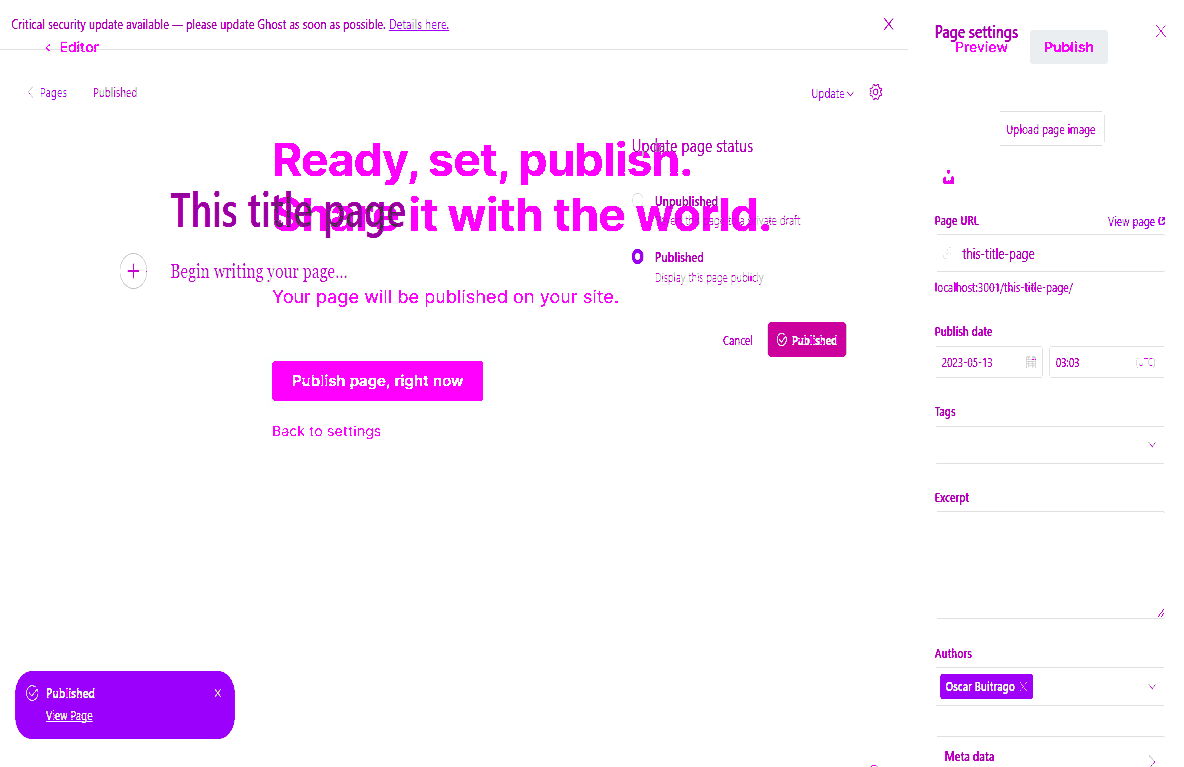 Critical security update available — please update Ghost as soon as possible. Details here.
Editor
Pages
Published
Update
Ready, set, publish.
Share it with the world.
This title page
Begin writing your page...
Your page will be published on your site.
Publish page, right now
Back to settings
Update page status
Unpublished
Published
Display this page publicly
Cancel
Published
Page settings
Preview
Publish
Upload page image
Page URL
View page
this-title-page
localhost:3001/this-title-page/
Publish date
2023-05-13
03:03
(UTC)
Tags
Excerpt
Authors
Oscar Buitrago
Meta data
Published
View Page